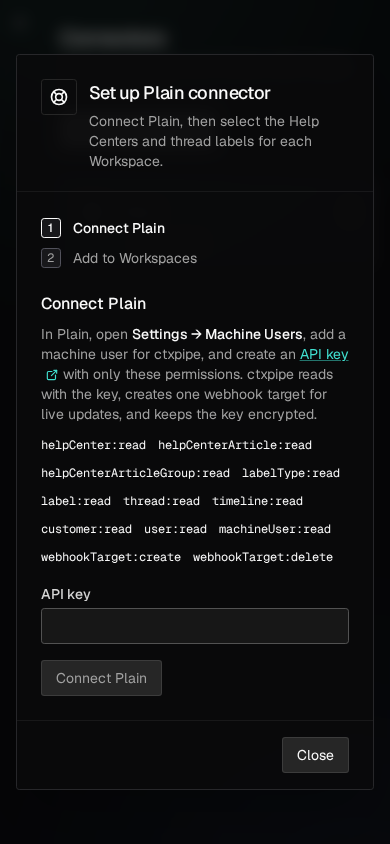 Set up Plain connector
Connect Plain, then select the Help
Centers and thread labels for each
Workspace.
1 Connect Plain
2 Add to Workspaces
Connect Plain
In Plain, open Settings → Machine Users, add a
machine user for ctxpipe, and create an API key
with only these permissions. ctxpipe reads
with the key, creates one webhook target for
live updates, and keeps the key encrypted.
helpCenter:read helpCenterArticle:read
helpCenterArticleGroup:read labelType:read
label:read thread:read timeline:read
customer:read user:read machineUser:read
webhookTarget:create webhookTarget:delete
API key
Connect Plain
Close